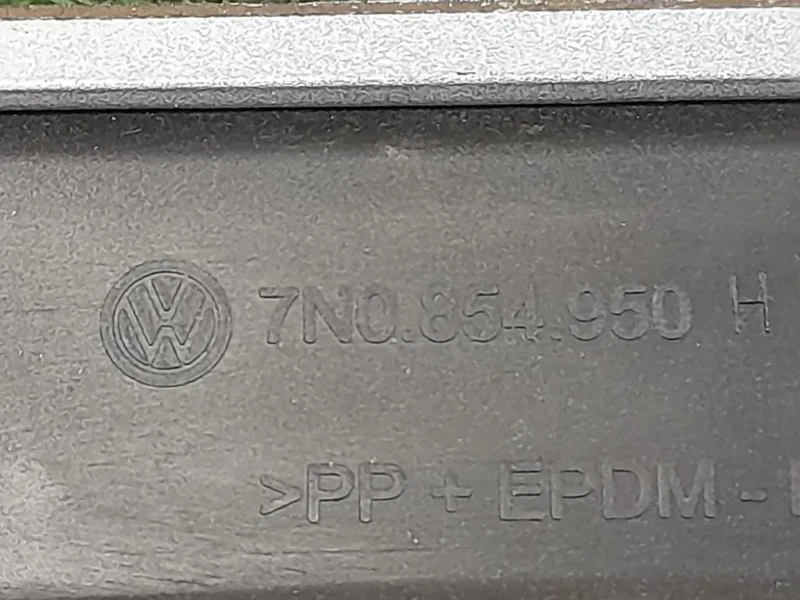 7N0.854.950 H
>PP + EPDM -